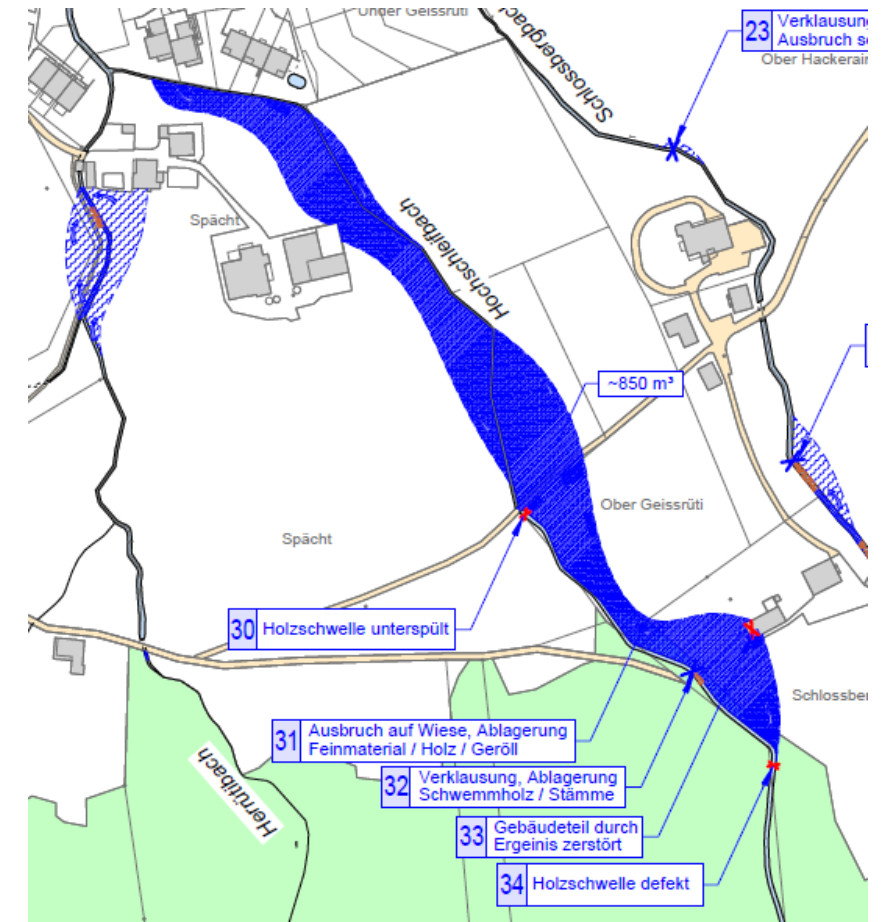 Under Geissrüti
Schlossbergbach
23 Verklausung
Ausbruch
Ober Hackerain
Spächt
Hochschleifbach
~850 m³
Ober Geissrüti
Spächt
30 Holzschwelle unterspült
Schlossber
31 Ausbruch auf Wiese, Ablagerung
Feinmaterial / Holz / Geröll
32 Verklausung, Ablagerung
Schwemmholz / Stämme
Herrütibach
33 Gebäudeteil durch
Ergeinis zerstört
34 Holzschwelle defekt